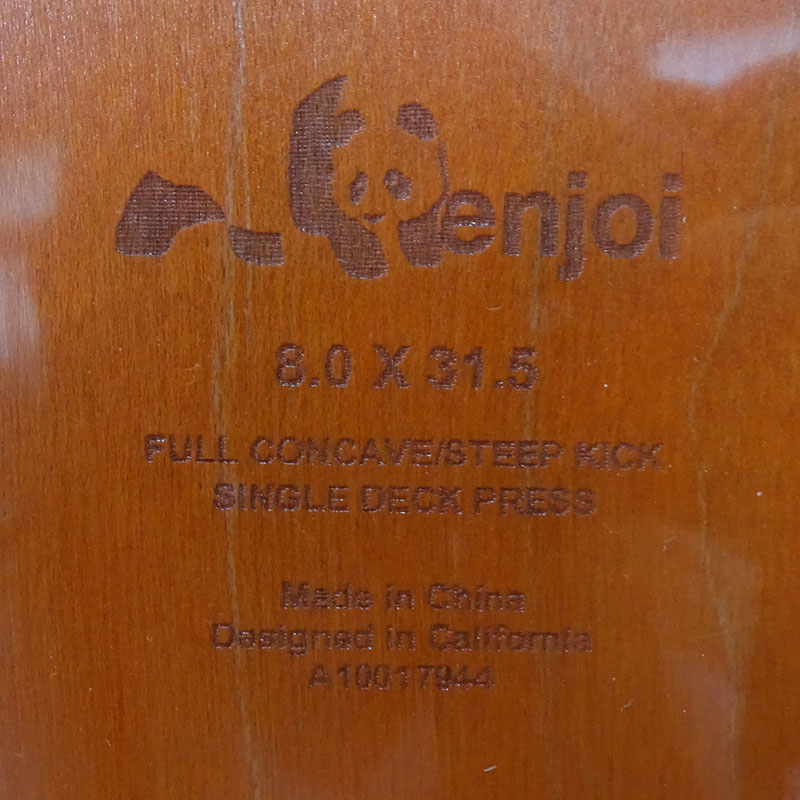 enjoi
8.0 X 31.5
FULL CONCAVE/STEEP KICK
SINGLE DECK PRESS
Made in China
Designed in California
A10017944